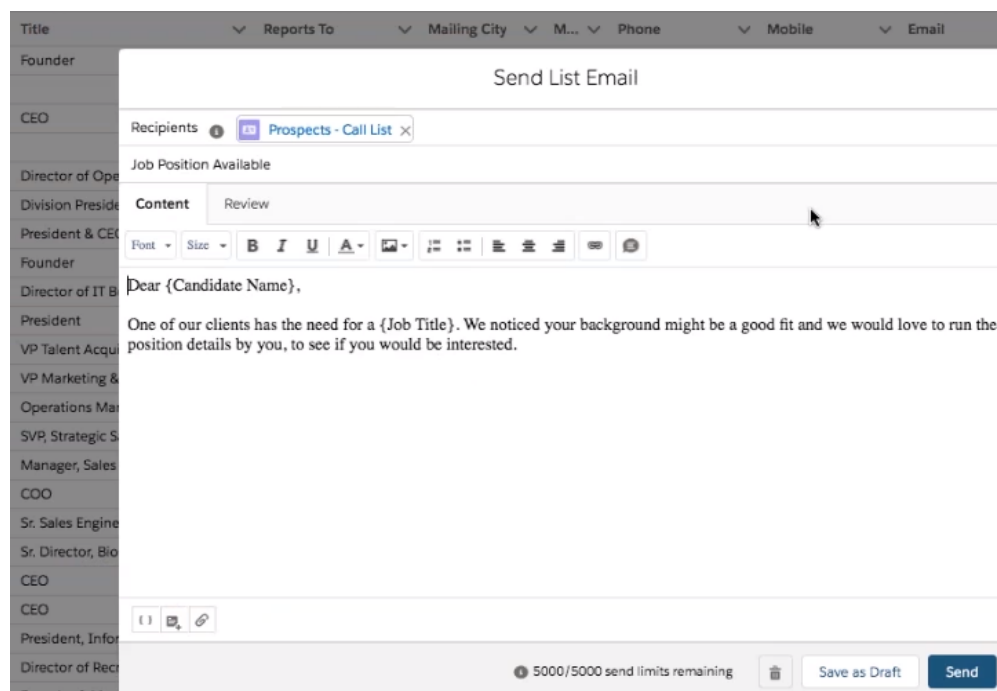 Title Reports To Mailing City M... Phone Mobile Email
Founder
Send List Email
CEO
Recipients Prospects - Call List
Job Position Available
Director of Ope
Division Preside
Content Review
President & CEO
Font Size B I U A
Founder
Director of IT B
Dear {Candidate Name},
President
One of our clients has the need for a {Job Title}. We noticed your background might be a good fit and we would love to run the
VP Talent Acqui
position details by you, to see if you would be interested.
VP Marketing &
Operations Man
SVP, Strategic S
Manager, Sales
COO
Sr. Sales Engine
Sr. Director, Bio
CEO
CEO
President, Infor
Director of Recr
5000/5000 send limits remaining Save as Draft Send